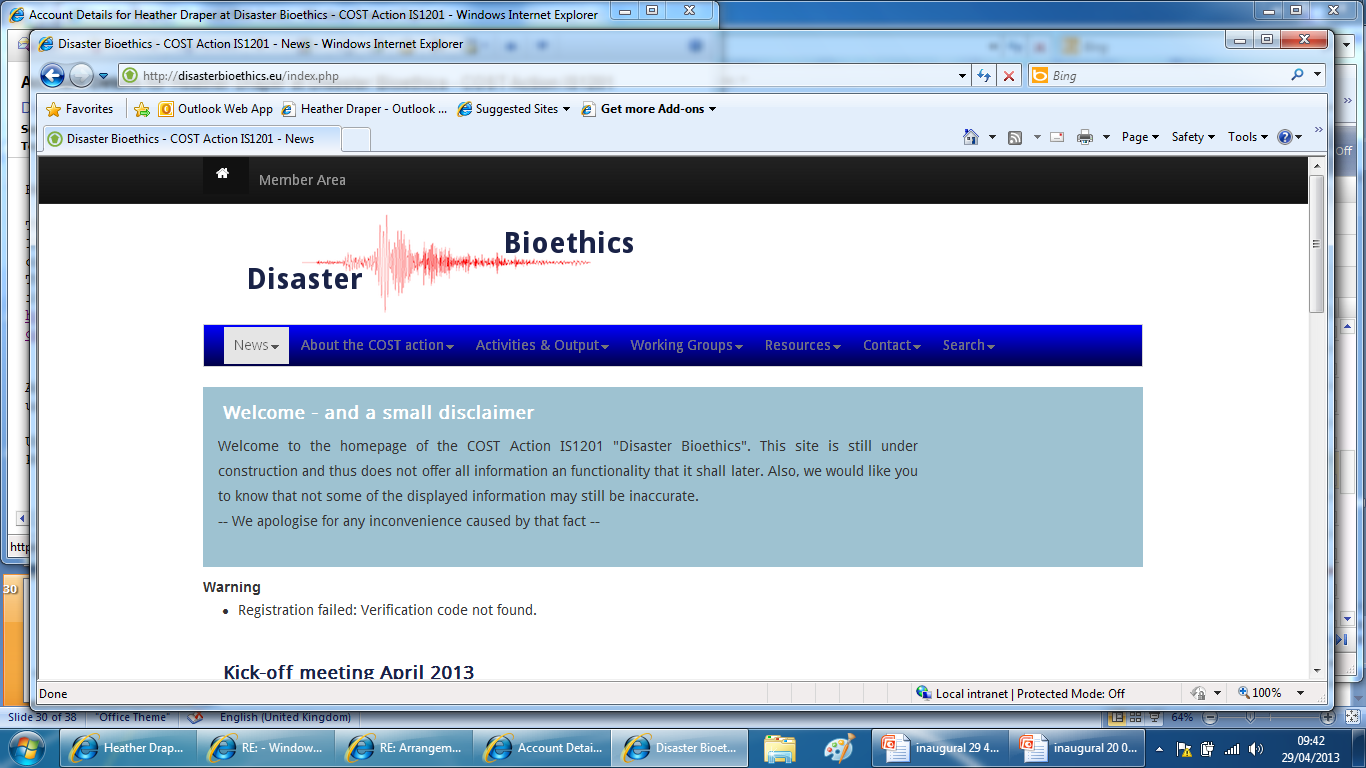 Account Details for Heather Draper at Disaster Bioethics - COST Action IS1201 - Windows Internet Explorer
Disaster Bioethics - COST Action IS1201 - News - Windows Internet Explorer
http://disasterbioethics.eu/index.php
Bing
Favorites Outlook Web App Heather Draper - Outlook ... Suggested Sites Get more Add-ons
Disaster Bioethics - COST Action IS1201 - News
Page Safety Tools
Off
Member Area
Bioethics
Disaster
News About the COST action Activities & Output Working Groups Resources Contact Search
Welcome - and a small disclaimer
Welcome to the homepage of the COST Action IS1201 "Disaster Bioethics". This site is still under
construction and thus does not offer all information an functionality that it shall later. Also, we would like you
to know that not some of the displayed information may still be inaccurate.
-- We apologise for any inconvenience caused by that fact --
Warning
• Registration failed: Verification code not found.
Kick-off meeting April 2013
http
30
Done
Local intranet | Protected Mode: Off
100%
Slide 30 of 38 "Office Theme" English (United Kingdom)
64%
Heather Drap... RE: - Window... RE: Arrangem... Account Detai... Disaster Bioet... inaugural 29 4... inaugural 20 0...
09:42
29/04/2013